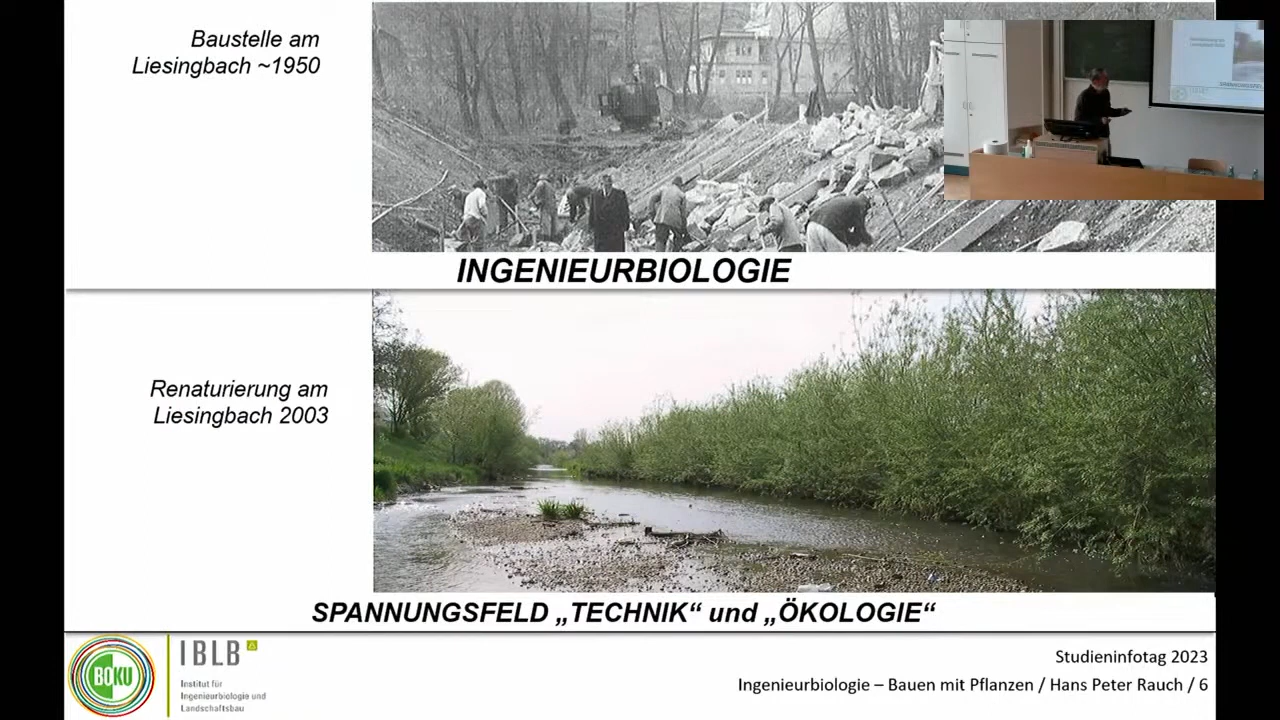 Baustelle am
Liesingbach ~1950
INGENIEURBIOLOGIE
Renaturierung am
Liesingbach 2003
SPANNUNGSFELD „TECHNIK“ und „ÖKOLOGIE“
BOKU
IBLB
Institut für
Ingenieurbiologie und
Landschaftsbau
Studieninfotag 2023
Ingenieurbiologie – Bauen mit Pflanzen / Hans Peter Rauch / 6